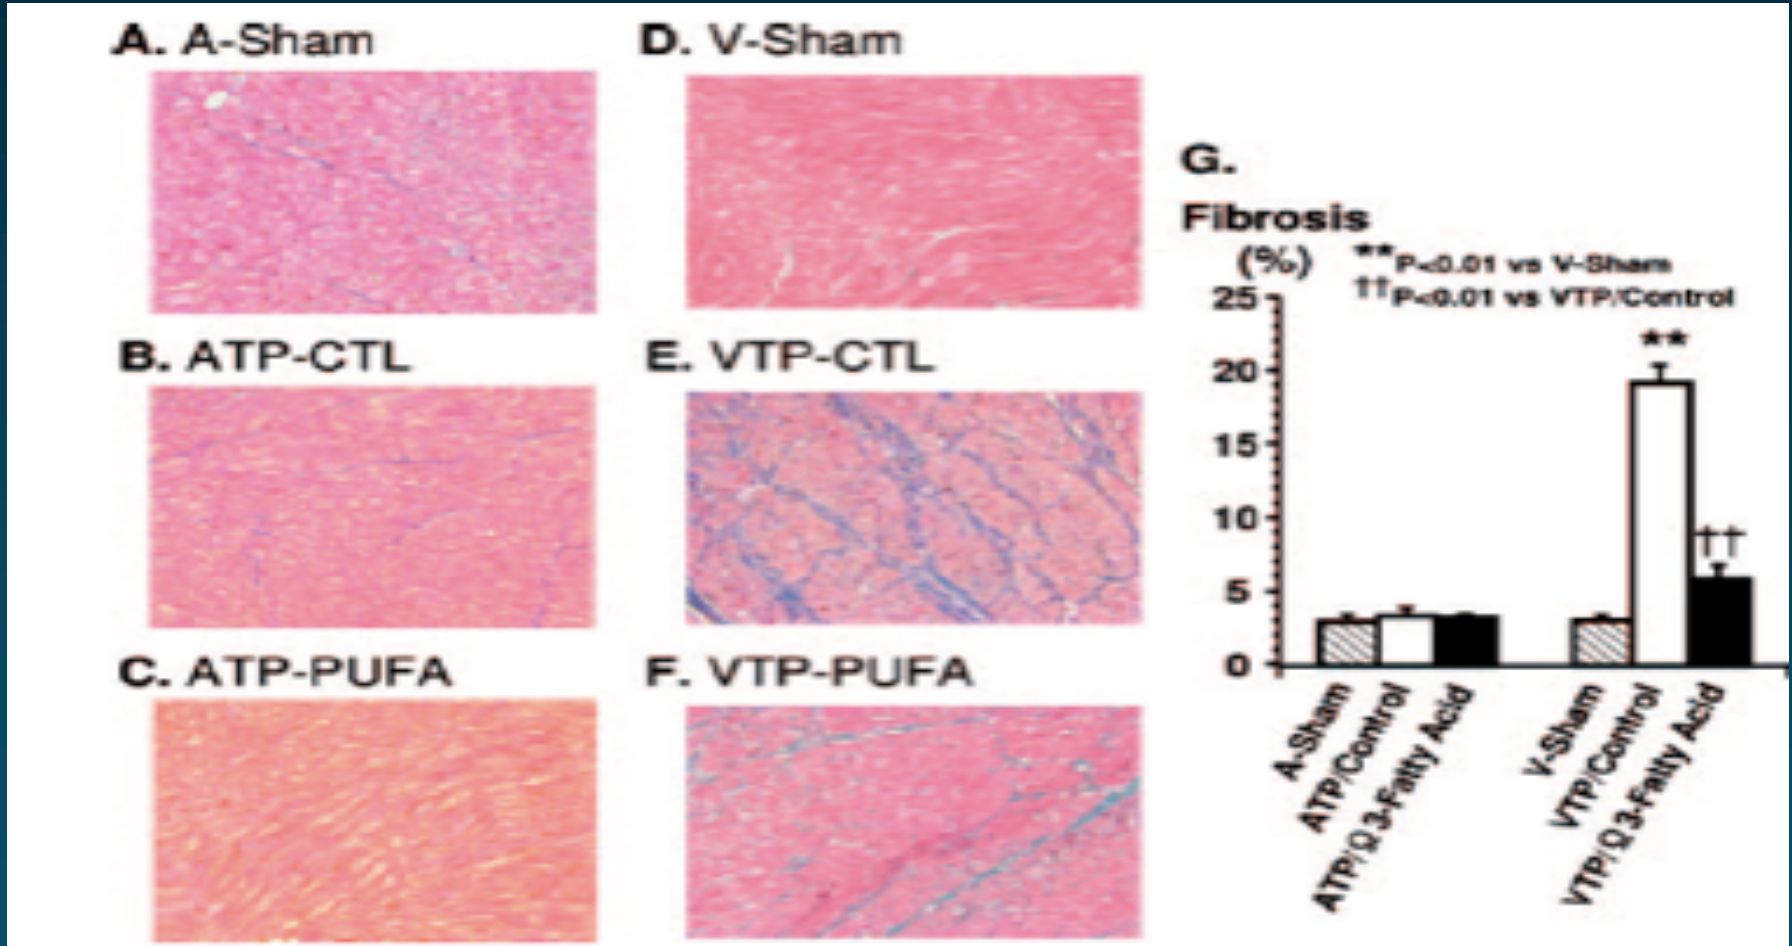 A. A-Sham
B. ATP-CTL
C. ATP-PUFA
D. V-Sham
E. VTP-CTL
F. VTP-PUFA
G.
Fibrosis
(%)
**P<0.01 vs V-Sham
††P<0.01 vs VTP/Control
25
20
15
10
5
0
**
††
A-Sham
ATP/Control
ATP/Ω3-Fatty Acid
V-Sham
VTP/Control
VTP/Ω3-Fatty Acid